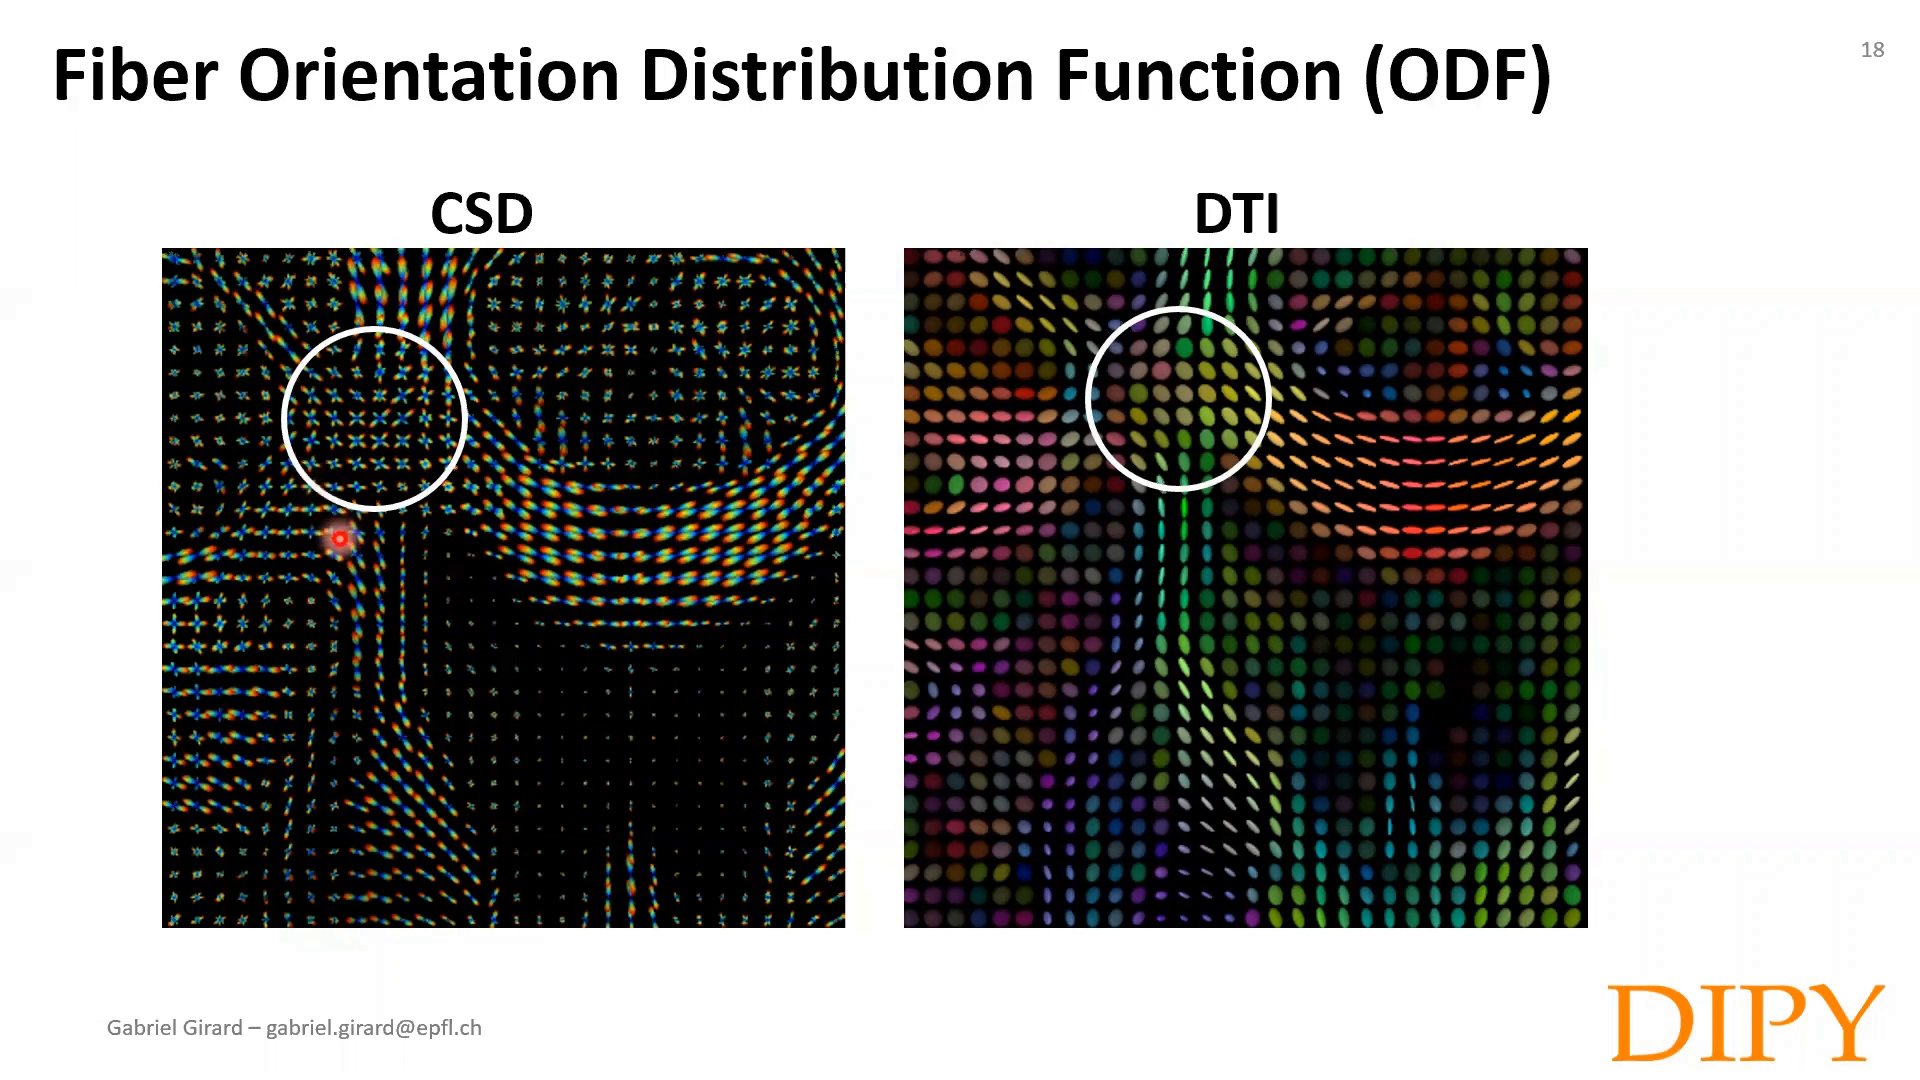 Fiber Orientation Distribution Function (ODF)
18
CSD
DTI
Gabriel Girard – gabriel.girard@epfl.ch
DIPY